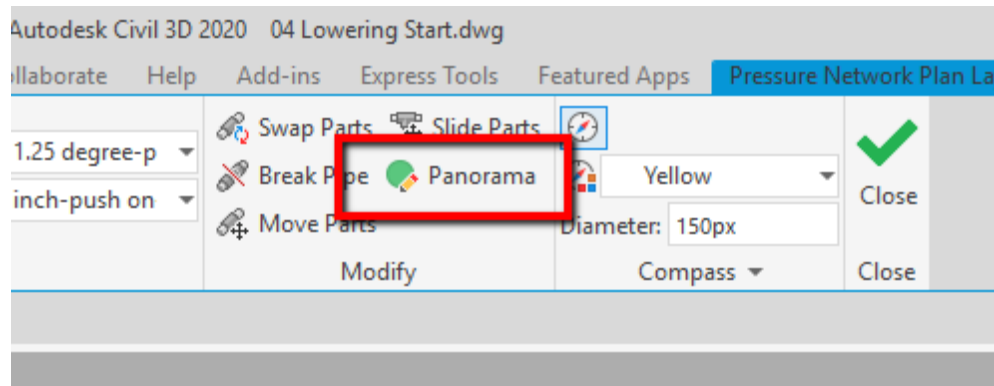 Autodesk Civil 3D 2020 04 Lowering Start.dwg
Help Add-ins Express Tools Featured Apps Pressure Network Plan La
Swap Parts Slide Parts
1.25 degree-p
Break Pipe Panorama Yellow
inch-push on
Close
Move Parts Diameter: 150px
Modify Compass Close